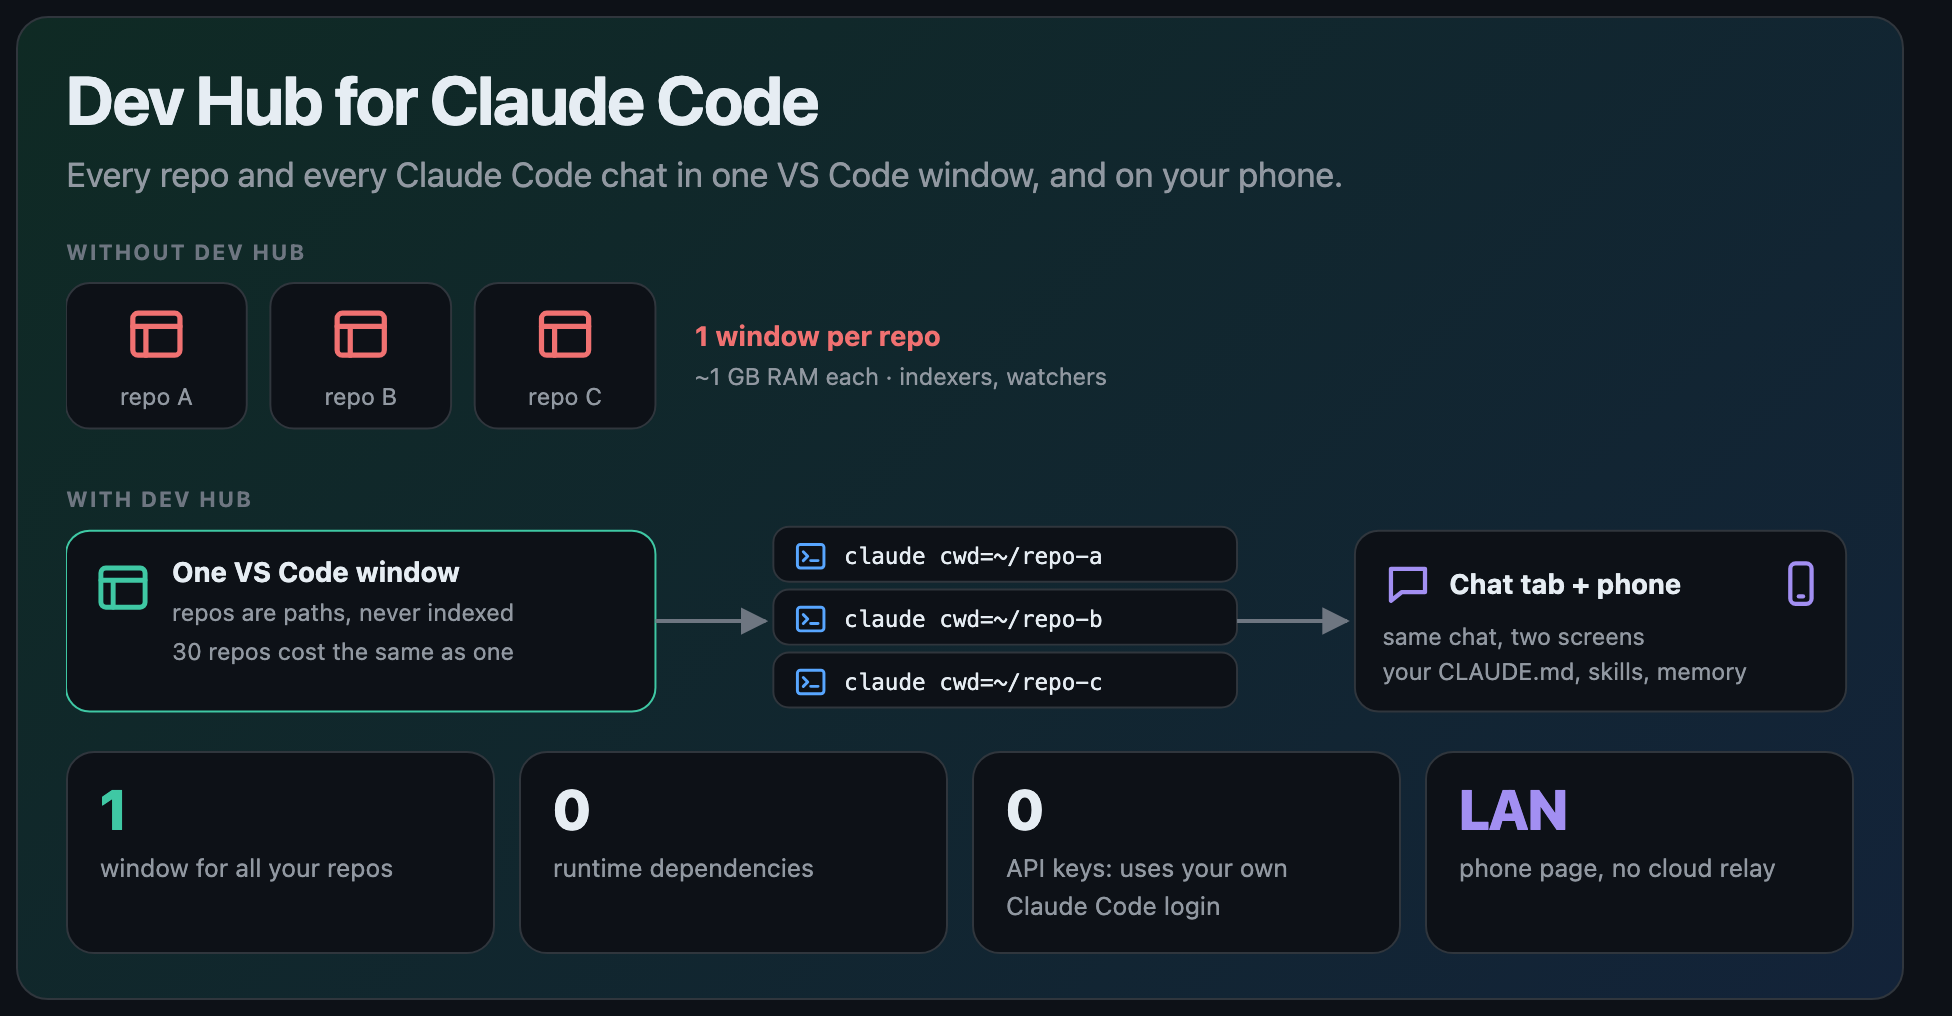 Dev Hub for Claude Code
Every repo and every Claude Code chat in one VS Code window, and on your phone.
WITHOUT DEV HUB
repo A
repo B
repo C
1 window per repo
~1 GB RAM each · indexers, watchers
WITH DEV HUB
One VS Code window
repos are paths, never indexed
30 repos cost the same as one
claude cwd=~/repo-a
claude cwd=~/repo-b
claude cwd=~/repo-c
Chat tab + phone
same chat, two screens
your CLAUDE.md, skills, memory
1
window for all your repos
0
runtime dependencies
0
API keys: uses your own
Claude Code login
LAN
phone page, no cloud relay